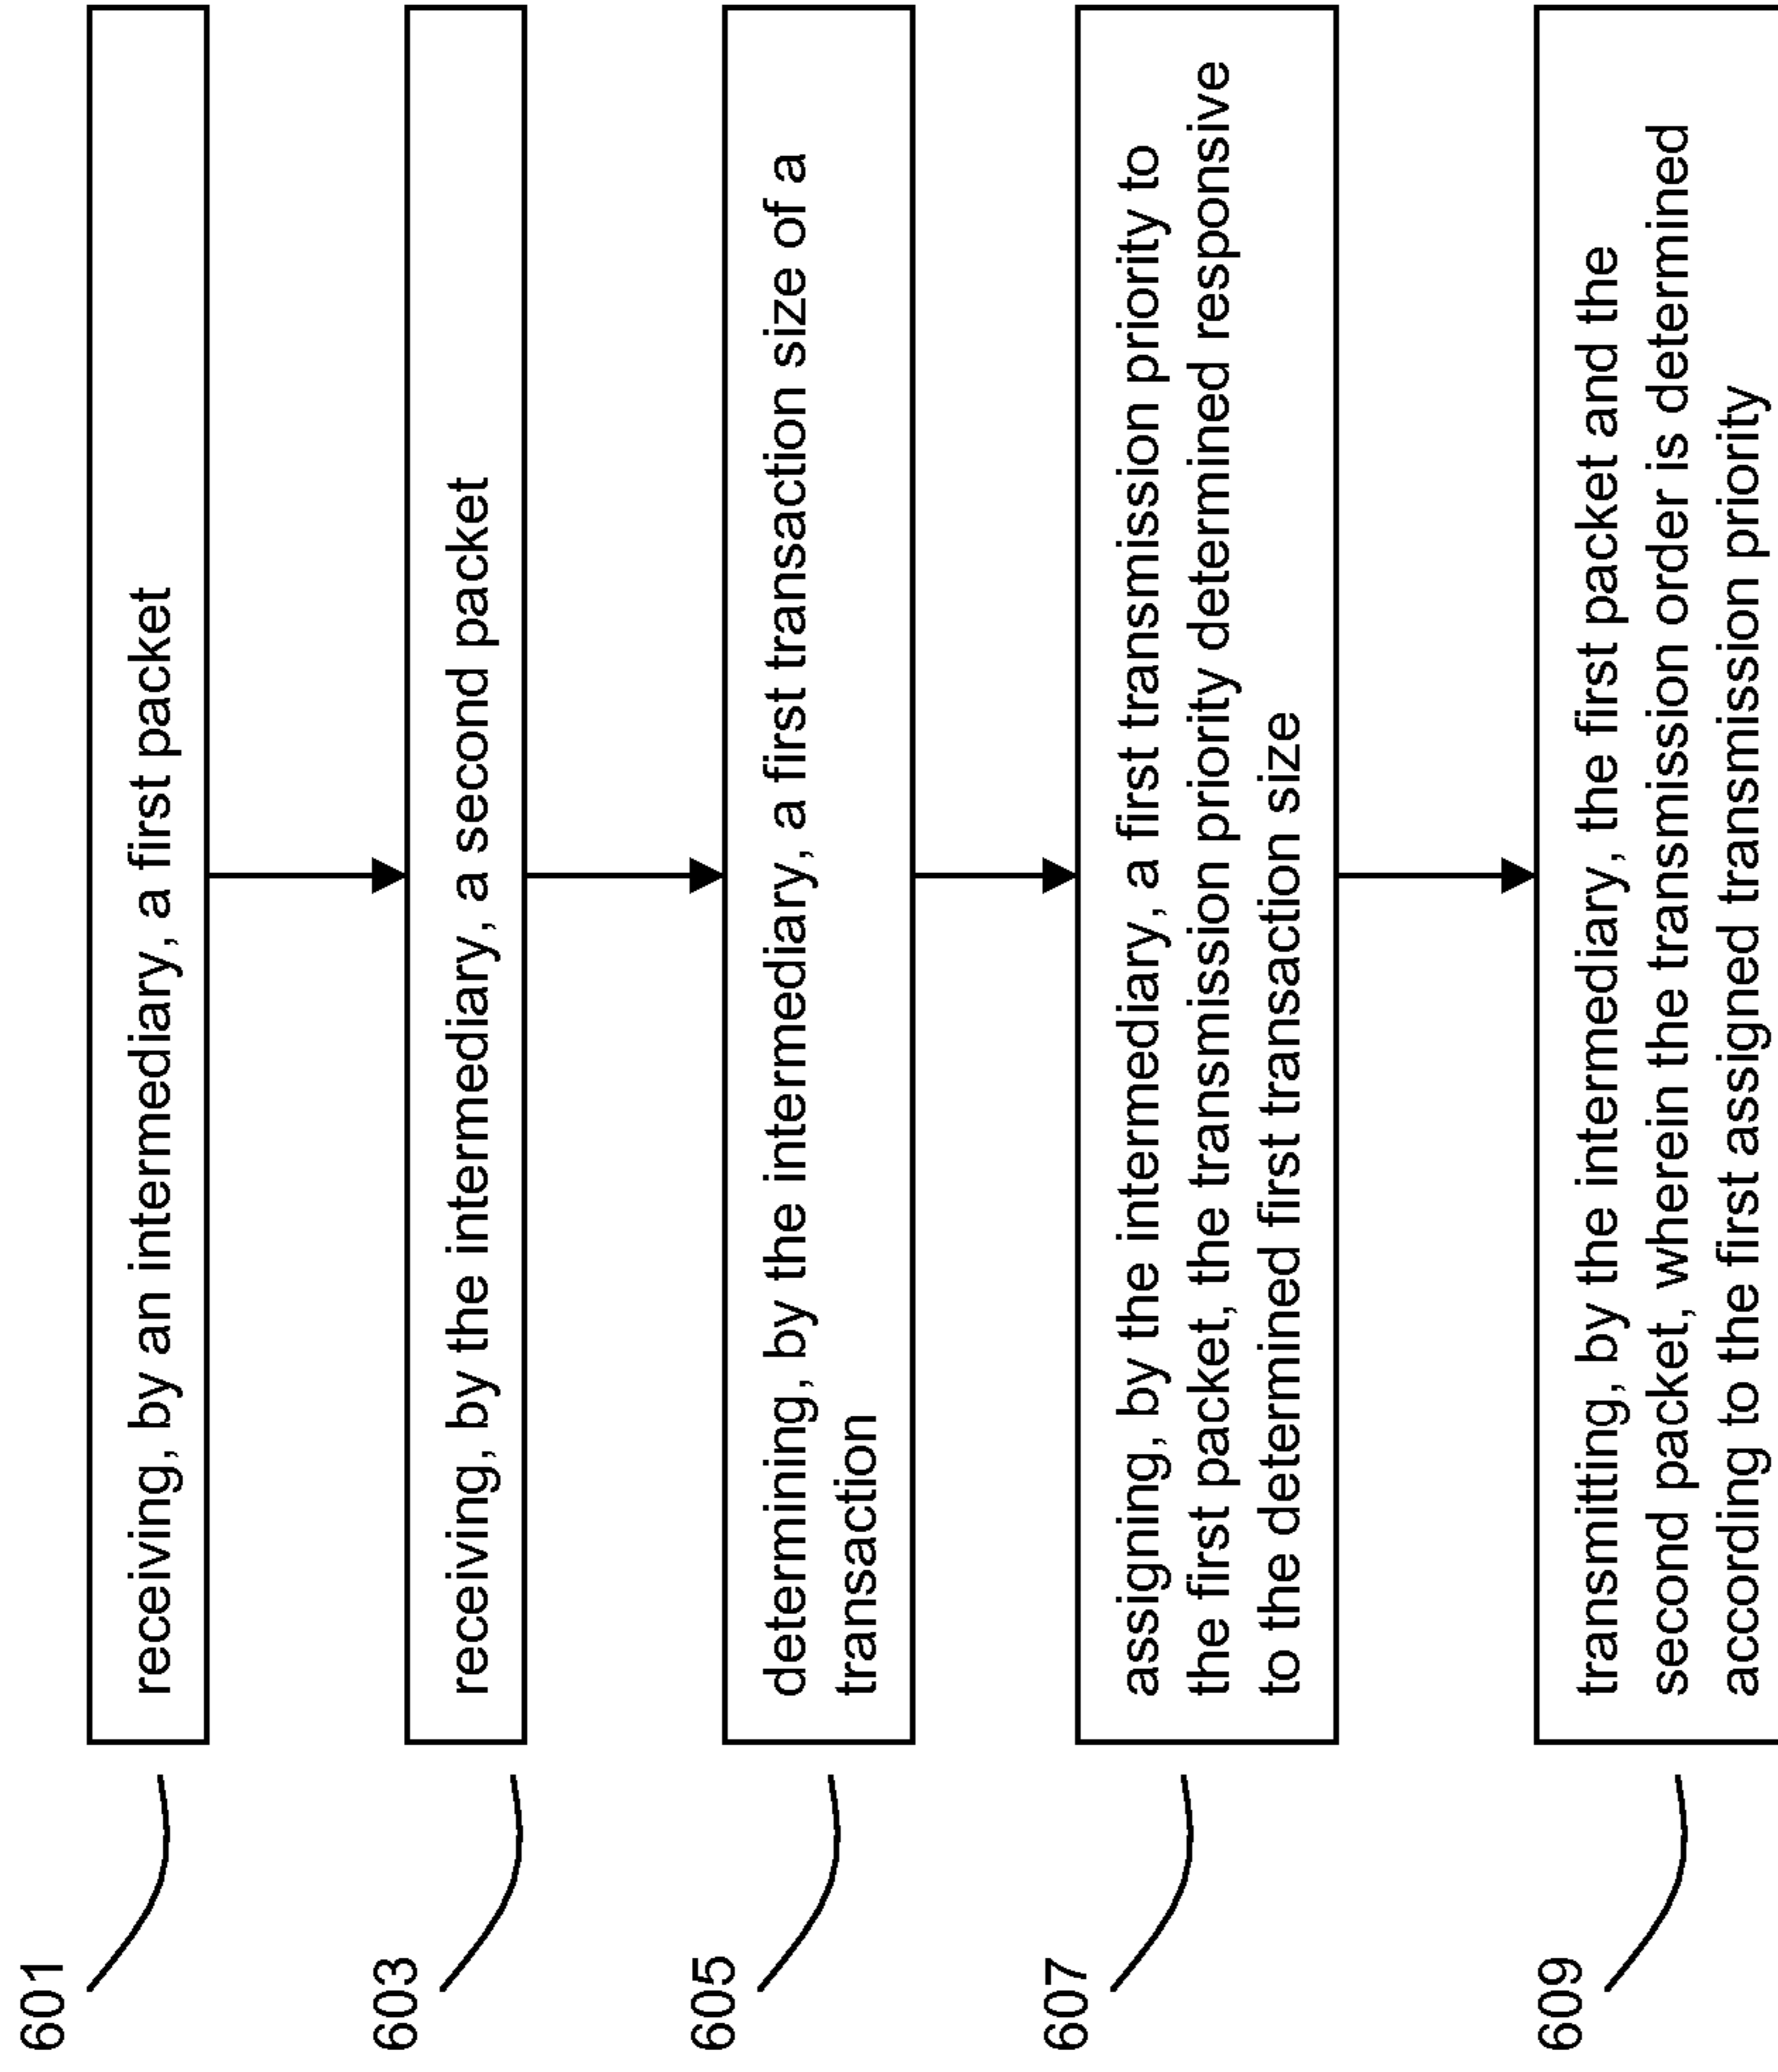 601
receiving, by an intermediary, a first packet
603
receiving, by the intermediary, a second packet
605
determining, by the intermediary, a first transaction size of a
transaction
607
assigning, by the intermediary, a first transmission priority to
the first packet, the transmission priority determined responsive
to the determined first transaction size
609
transmitting, by the intermediary, the first packet and the
second packet, wherein the transmission order is determined
according to the first assigned transmission priority